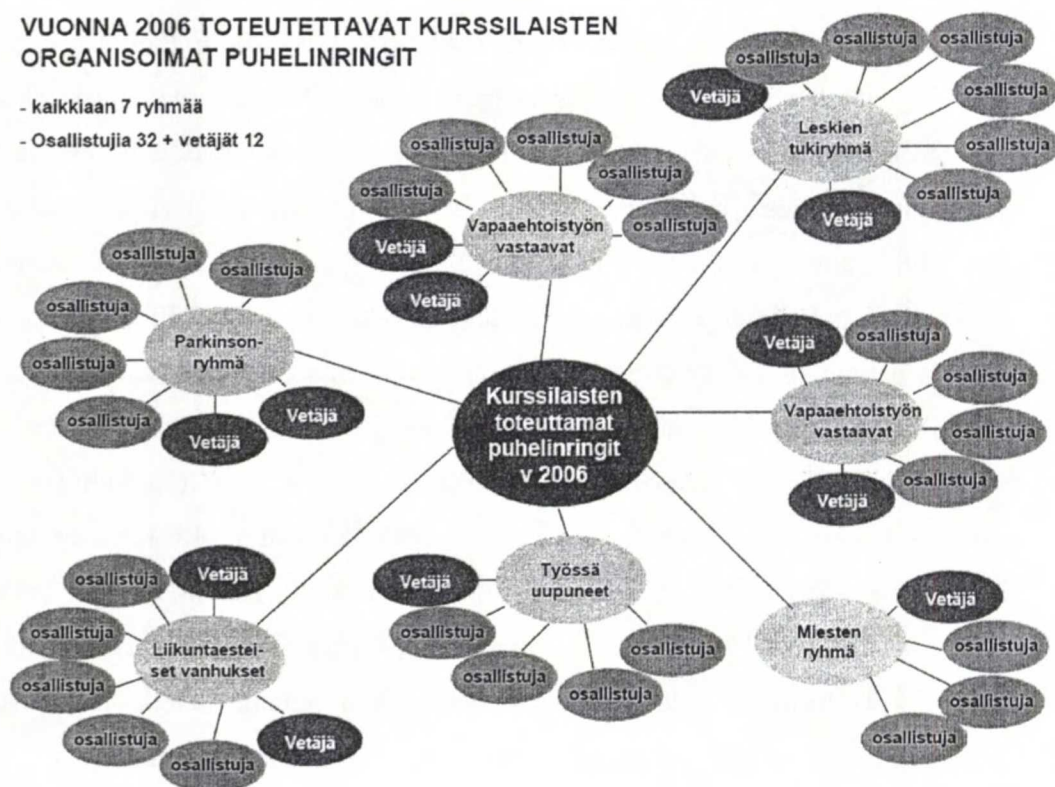 VUONNA 2006 TOTEUTETTAVAT KURSSILAISTEN
ORGANISOIMAT PUHELINRINGIT
- kaikkiaan 7 ryhmää
- Osallistujia 32 + vetäjät 12
osallistuja
osallistuja
osallistuja
osallistuja
osallistuja
osallistuja
osallistuja
Vetäjä
Vetäjä
Leskien
tukiryhmä
osallistuja
osallistuja
osallistuja
osallistuja
osallistuja
Vetäjä
Vetäjä
Vapaaehtoistyön
vastaavat
osallistuja
osallistuja
osallistuja
osallistuja
osallistuja
Vetäjä
Vetäjä
Parkinson-
ryhmä
Kurssilaisten
toteuttamat
puhelinringit
v 2006
Vetäjä
osallistuja
osallistuja
osallistuja
osallistuja
Vetäjä
Vapaaehtoistyön
vastaavat
osallistuja
Vetäjä
osallistuja
osallistuja
osallistuja
osallistuja
Vetäjä
Liikuntaestei-
set vanhukset
Työssä
uupuneet
Vetäjä
osallistuja
osallistuja
osallistuja
osallistuja
Miesten
ryhmä
Vetäjä
osallistuja
osallistuja
osallistuja